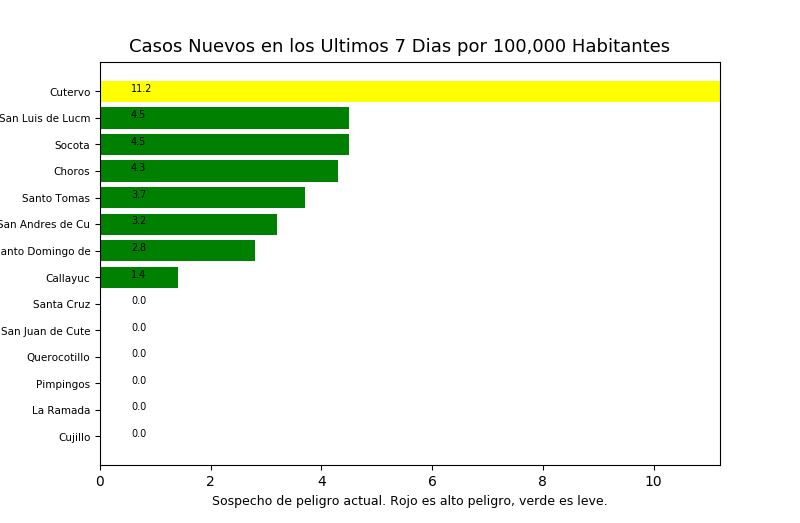 Casos Nuevos en los Ultimos 7 Dias por 100,000 Habitantes
Cutervo 11.2
San Luis de Lucm 4.5
Socota 4.5
Choros 4.3
Santo Tomas 3.7
San Andres de Cu 3.2
anto Domingo de 2.8
Callayuc 1.4
Santa Cruz 0.0
San Juan de Cute 0.0
Querocotillo 0.0
Pimpingos 0.0
La Ramada 0.0
Cujillo 0.0
0 2 4 6 8 10
Sospecho de peligro actual. Rojo es alto peligro, verde es leve.